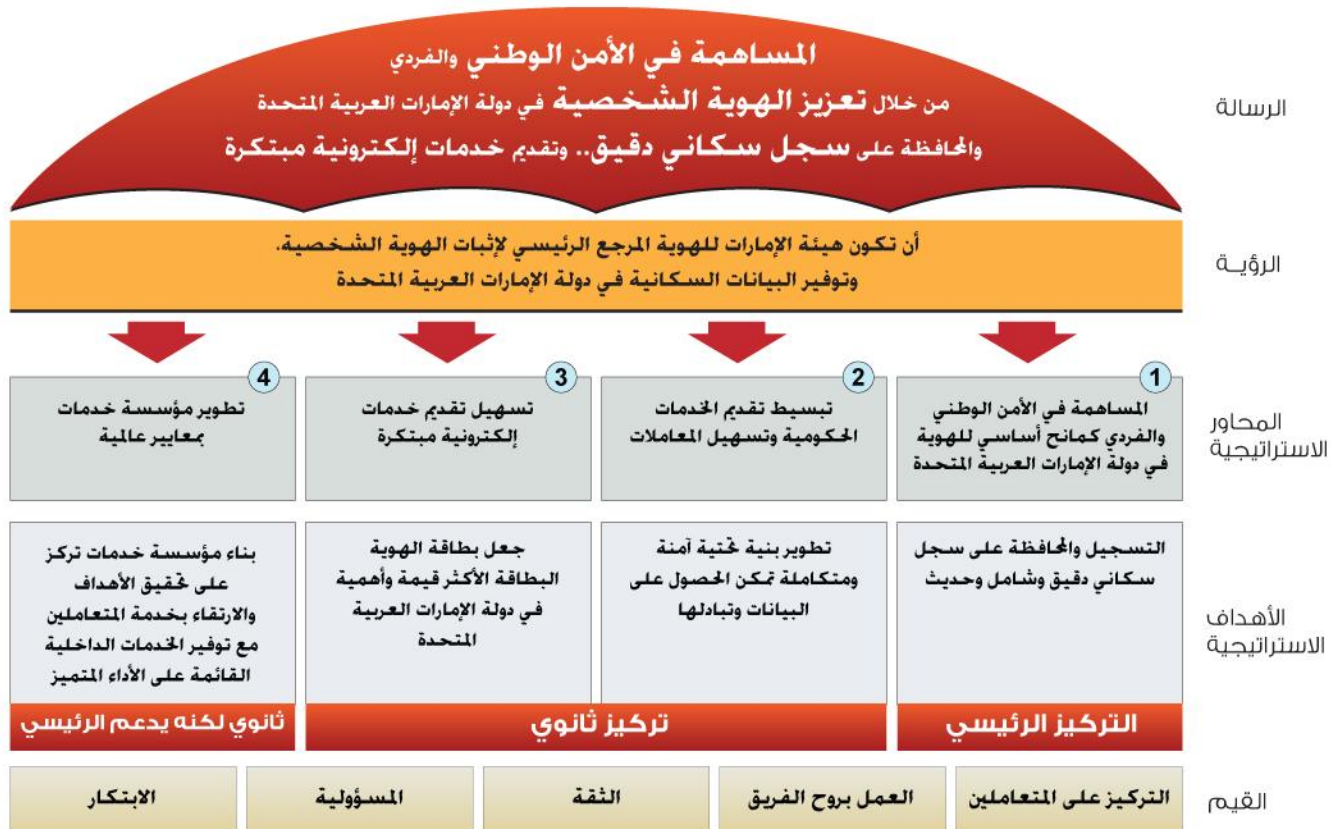 الرسالة
المساهمة في الأمن الوطني والفردي
من خلال تعزيز الهوية الشخصية في دولة الإمارات العربية المتحدة
والمحافظة على سجل سكاني دقيق.. وتقديم خدمات إلكترونية مبتكرة
الرؤيــة
أن تكون هيئة الإمارات للهوية المرجع الرئيسي لإثبات الهوية الشخصية.
وتوفير البيانات السكانية في دولة الإمارات العربية المتحدة
المحاور
الاستراتيجية
1
المساهمة في الأمن الوطني
والفردي كمانح أساسي للهوية
في دولة الإمارات العربية المتحدة
2
تبسيط تقديم الخدمات
الحكومية وتسهيل المعاملات
3
تسهيل تقديم خدمات
إلكترونية مبتكرة
4
تطوير مؤسسة خدمات
بمعايير عالمية
الأهداف
الاستراتيجية
التسجيل والمحافظة على سجل
سكاني دقيق وشامل وحديث
تطوير بنية تحتية آمنة
ومتكاملة تمكن الحصول على
البيانات وتبادلها
جعل بطاقة الهوية
البطاقة الأكثر قيمة وأهمية
في دولة الإمارات العربية
المتحدة
بناء مؤسسة خدمات تركز
على تحقيق الأهداف
والارتقاء بخدمة المتعاملين
مع توفير الخدمات الداخلية
القائمة على الأداء المتميز
التركيز الرئيسي
تركيز ثانوي
ثانوي لكنه يدعم الرئيسي
القيم
التركيز على المتعاملين
العمل بروح الفريق
الثقة
المسؤولية
الابتكار